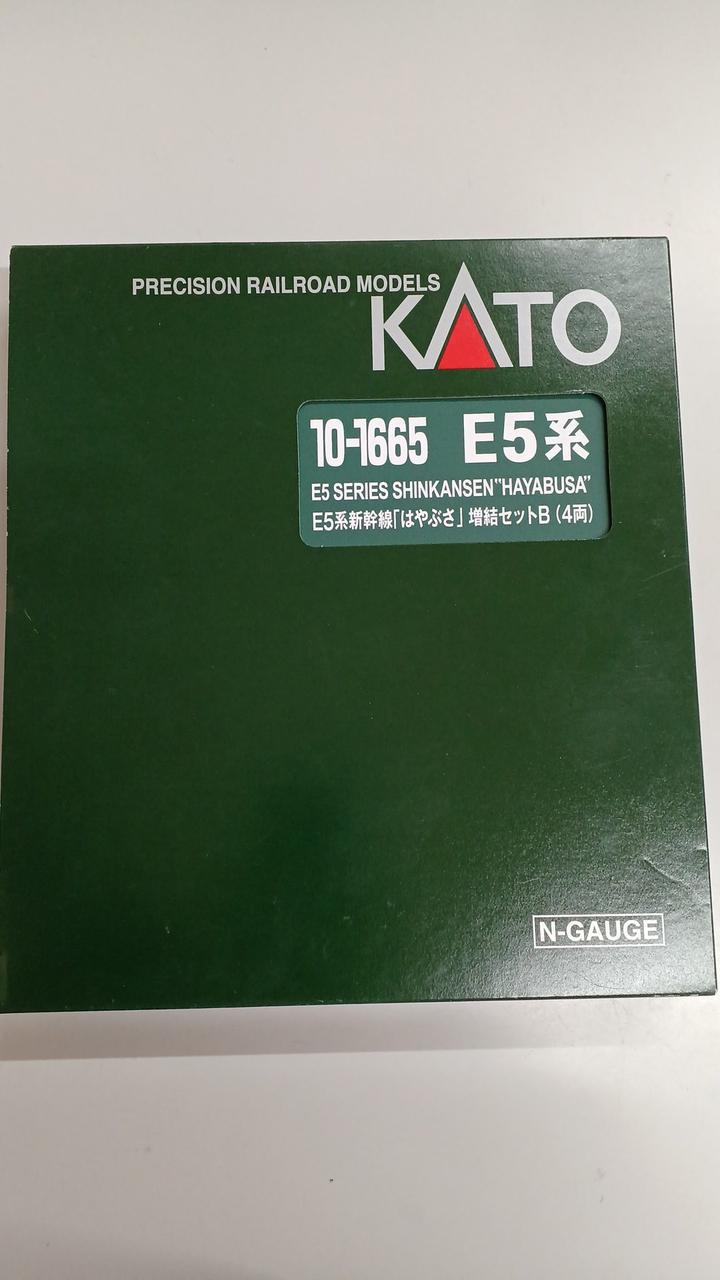 PRECISION RAILROAD MODELS
KATO
10-1665 E5系
E5 SERIES SHINKANSEN "HAYABUSA"
E5系新幹線「はやぶさ」 増結セットB（4両）
N-GAUGE